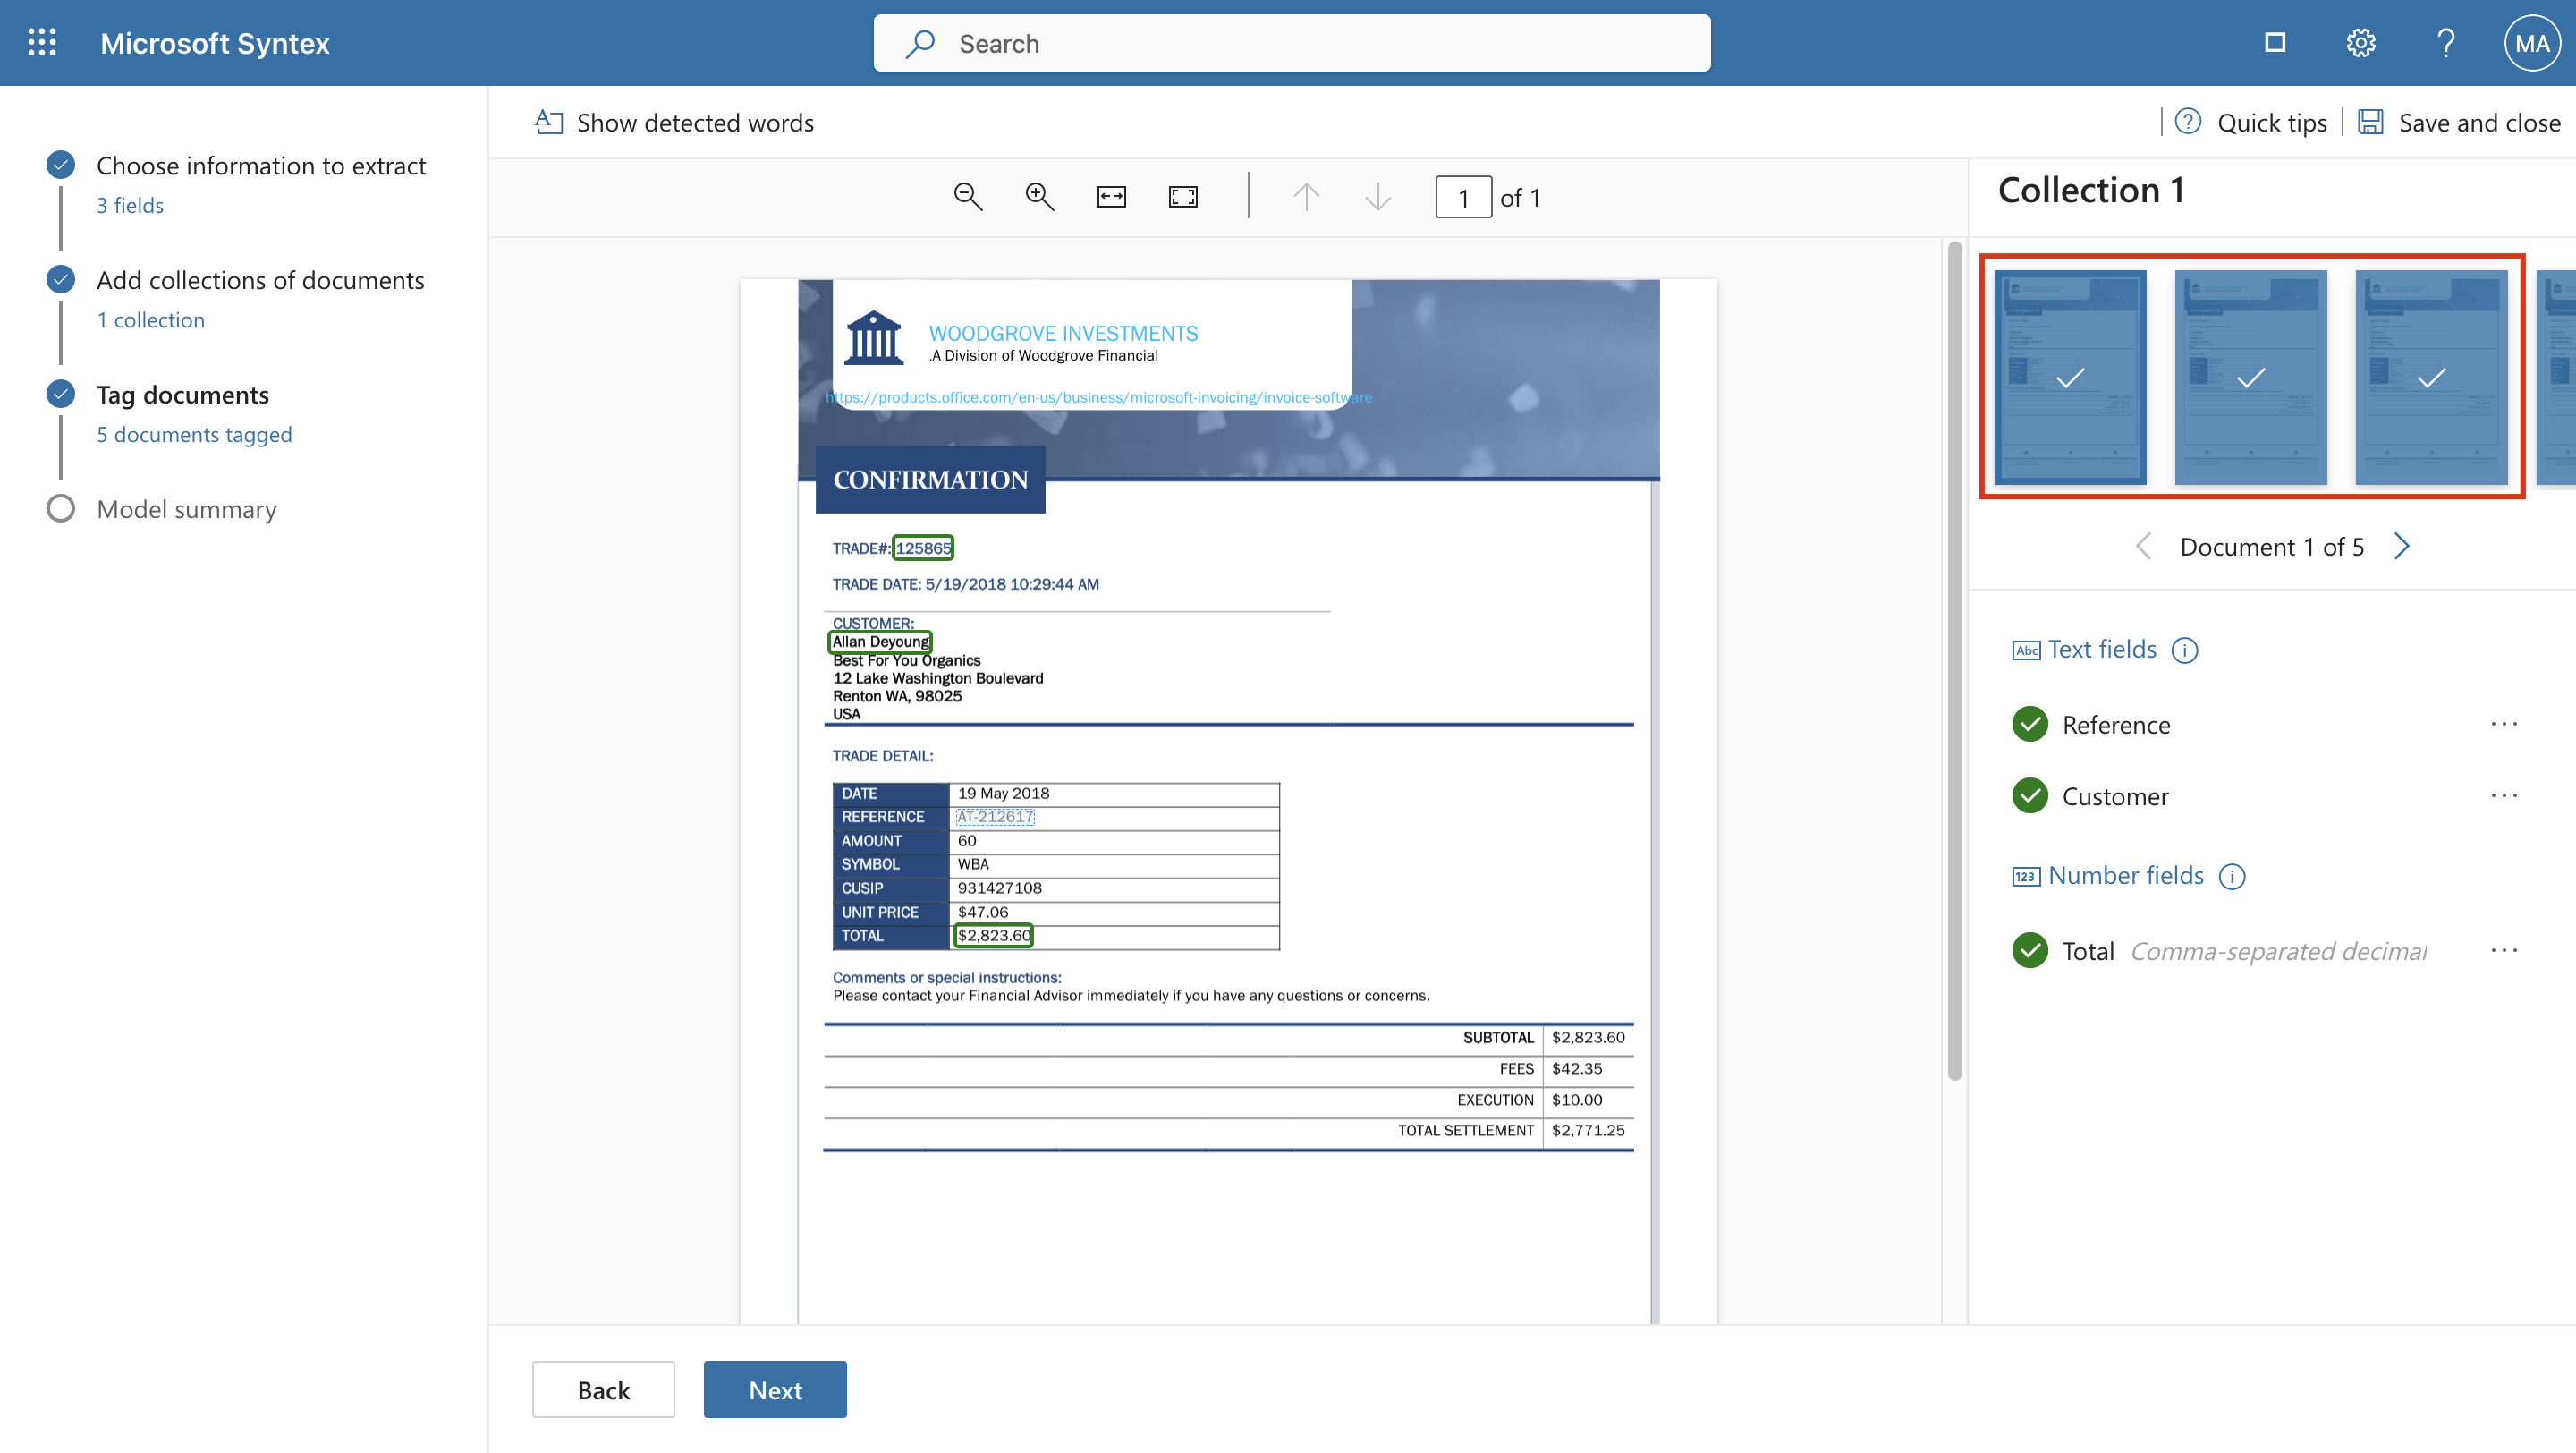 Microsoft Syntex
Search
MA
Show detected words
Quick tips
Save and close
Choose information to extract
3 fields
Add collections of documents
1 collection
Tag documents
5 documents tagged
Model summary
1 of 1
WOODGROVE INVESTMENTS
.A Division of Woodgrove Financial
https://products.office.com/en-us/business/microsoft-invoicing/invoice-software
CONFIRMATION
TRADE#: 125865
TRADE DATE: 5/19/2018 10:29:44 AM
CUSTOMER:
Allan Deyoung
Best For You Organics
12 Lake Washington Boulevard
Renton WA, 98025
USA
TRADE DETAIL:
DATE 19 May 2018
REFERENCE AT-212617
AMOUNT 60
SYMBOL WBA
CUSIP 931427108
UNIT PRICE $47.06
TOTAL $2,823.60
Comments or special instructions:
Please contact your Financial Advisor immediately if you have any questions or concerns.
SUBTOTAL $2,823.60
FEES $42.35
EXECUTION $10.00
TOTAL SETTLEMENT $2,771.25
Back
Next
Collection 1
Document 1 of 5
Abc Text fields
Reference
Customer
123 Number fields
Total Comma-separated decimal